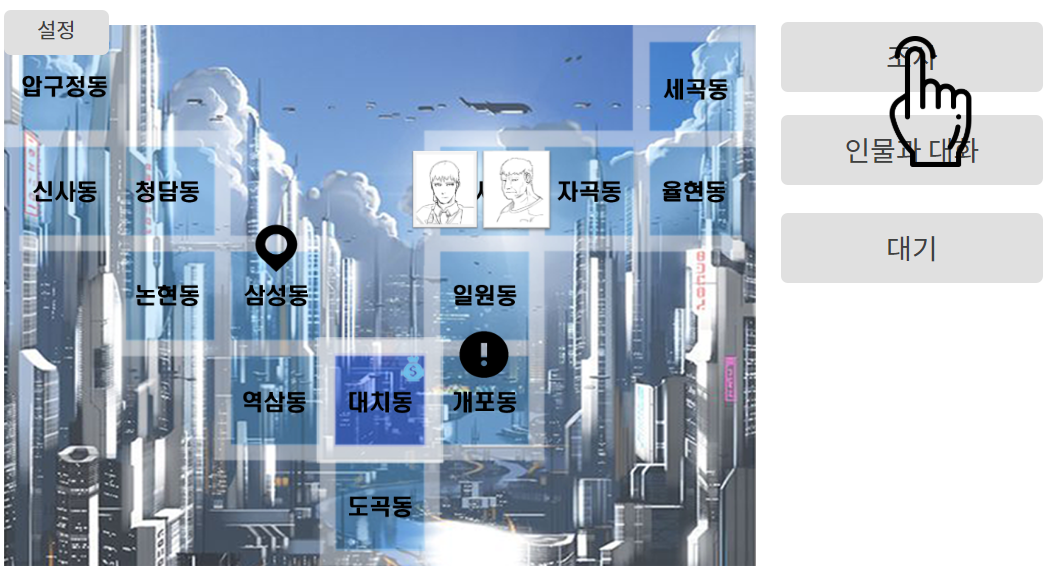 설정
압구정동
세곡동
조사
인물과 대화
신사동
청담동
자곡동
율현동
논현동
삼성동
일원동
대기
!
역삼동
대치동
$
개포동
도곡동